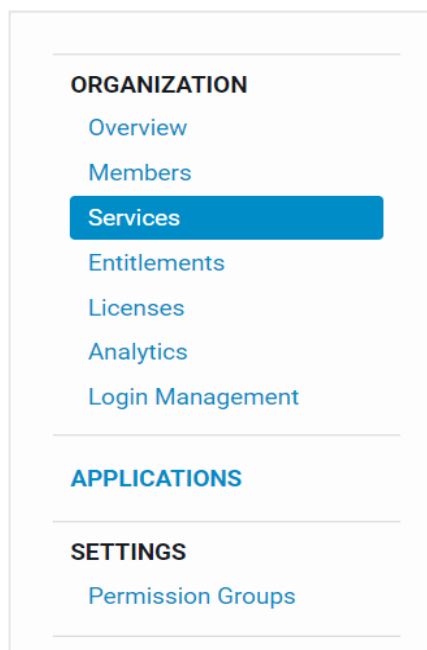 ORGANIZATION
Overview
Members
Services
Entitlements
Licenses
Analytics
Login Management
APPLICATIONS
SETTINGS
Permission Groups